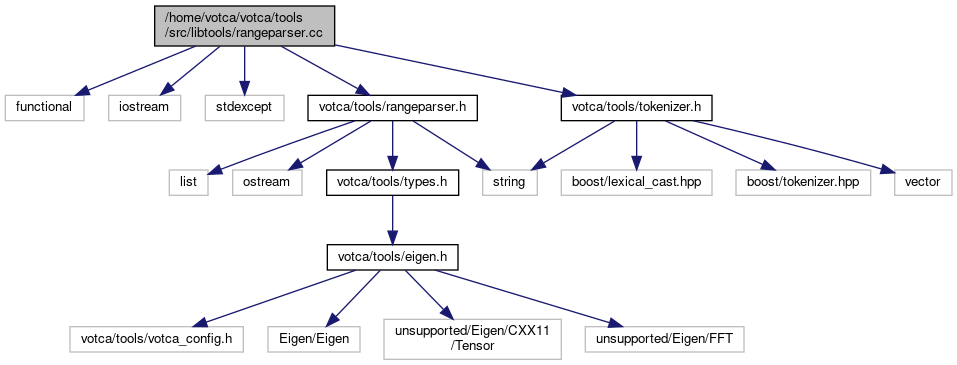 /home/votca/votca/tools
/src/libtools/rangeparser.cc
functional
iostream
stdexcept
votca/tools/rangeparser.h
votca/tools/tokenizer.h
list
ostream
votca/tools/types.h
string
boost/lexical_cast.hpp
boost/tokenizer.hpp
vector
votca/tools/eigen.h
votca/tools/votca_config.h
Eigen/Eigen
unsupported/Eigen/CXX11
/Tensor
unsupported/Eigen/FFT